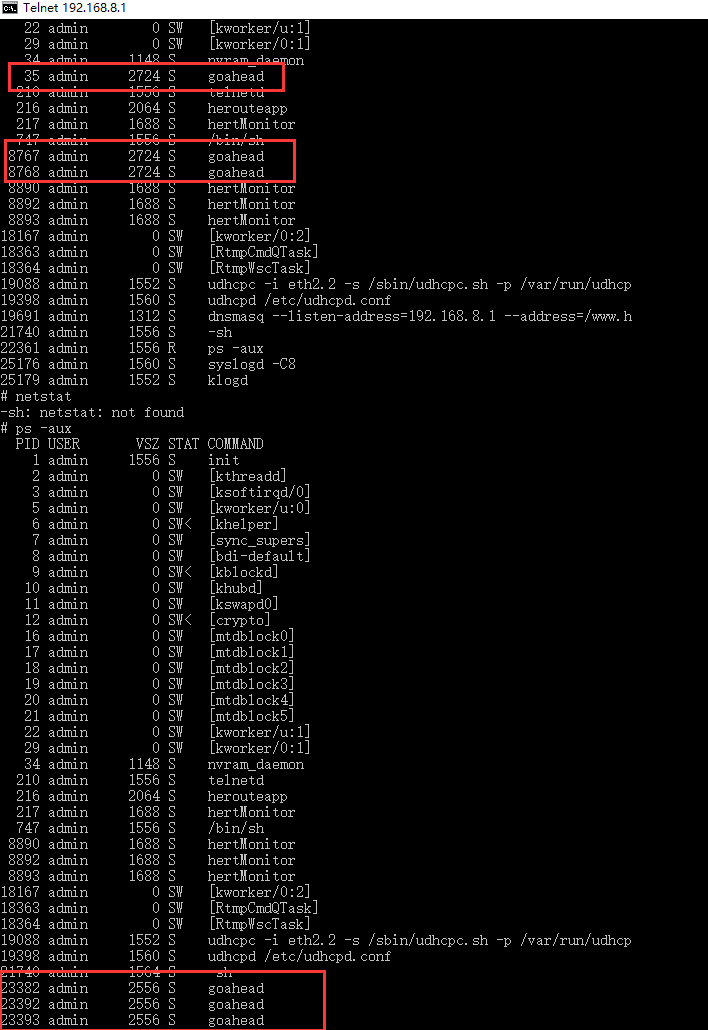 Telnet 192.168.8.1
22 admin 0 SW [kworker/u:1]
29 admin 0 SW [kworker/0:1]
34 admin 1148 S nvram_daemon
35 admin 2724 S goahead
210 admin 1556 S telnetd
216 admin 2064 S herouteapp
217 admin 1688 S hertMonitor
747 admin 1556 S /bin/sh
8767 admin 2724 S goahead
8768 admin 2724 S goahead
8890 admin 1688 S hertMonitor
8892 admin 1688 S hertMonitor
8893 admin 1688 S hertMonitor
18167 admin 0 SW [kworker/0:2]
18363 admin 0 SW [RtmpCmdQTask]
18364 admin 0 SW [RtmpWscTask]
19088 admin 1552 S udhcpc -i eth2.2 -s /sbin/udhcpc.sh -p /var/run/udhcp
19398 admin 1560 S udhcpd /etc/udhcpd.conf
19691 admin 1312 S dnsmasq --listen-address=192.168.8.1 --address=/www.h
21740 admin 1556 S -sh
22361 admin 1556 R ps -aux
25176 admin 1560 S syslogd -C8
25179 admin 1552 S klogd
# netstat
-sh: netstat: not found
# ps -aux
PID USER VSZ STAT COMMAND
1 admin 1556 S init
2 admin 0 SW [kthreadd]
3 admin 0 SW [ksoftirqd/0]
5 admin 0 SW [kworker/u:0]
6 admin 0 SW< [khelper]
7 admin 0 SW [sync_supers]
8 admin 0 SW [bdi-default]
9 admin 0 SW< [kblockd]
10 admin 0 SW [khubd]
11 admin 0 SW [kswapd0]
12 admin 0 SW< [crypto]
16 admin 0 SW [mtdblock0]
17 admin 0 SW [mtdblock1]
18 admin 0 SW [mtdblock2]
19 admin 0 SW [mtdblock3]
20 admin 0 SW [mtdblock4]
21 admin 0 SW [mtdblock5]
22 admin 0 SW [kworker/u:1]
29 admin 0 SW [kworker/0:1]
34 admin 1148 S nvram_daemon
210 admin 1556 S telnetd
216 admin 2064 S herouteapp
217 admin 1688 S hertMonitor
747 admin 1556 S /bin/sh
8890 admin 1688 S hertMonitor
8892 admin 1688 S hertMonitor
8893 admin 1688 S hertMonitor
18167 admin 0 SW [kworker/0:2]
18363 admin 0 SW [RtmpCmdQTask]
18364 admin 0 SW [RtmpWscTask]
19088 admin 1552 S udhcpc -i eth2.2 -s /sbin/udhcpc.sh -p /var/run/udhcp
19398 admin 1560 S udhcpd /etc/udhcpd.conf
21740 admin 1564 S -sh
23382 admin 2556 S goahead
23392 admin 2556 S goahead
23393 admin 2556 S goahead